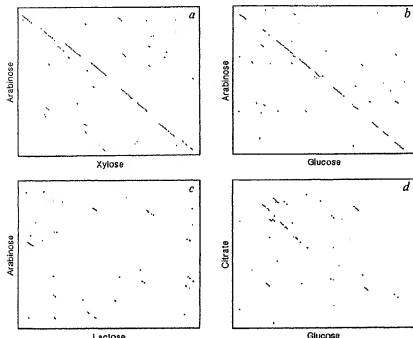 a
Arabinose
Xylose
b
Arabinose
Glucose
c
Arabinose
Lactose
d
Citrate
Glucose